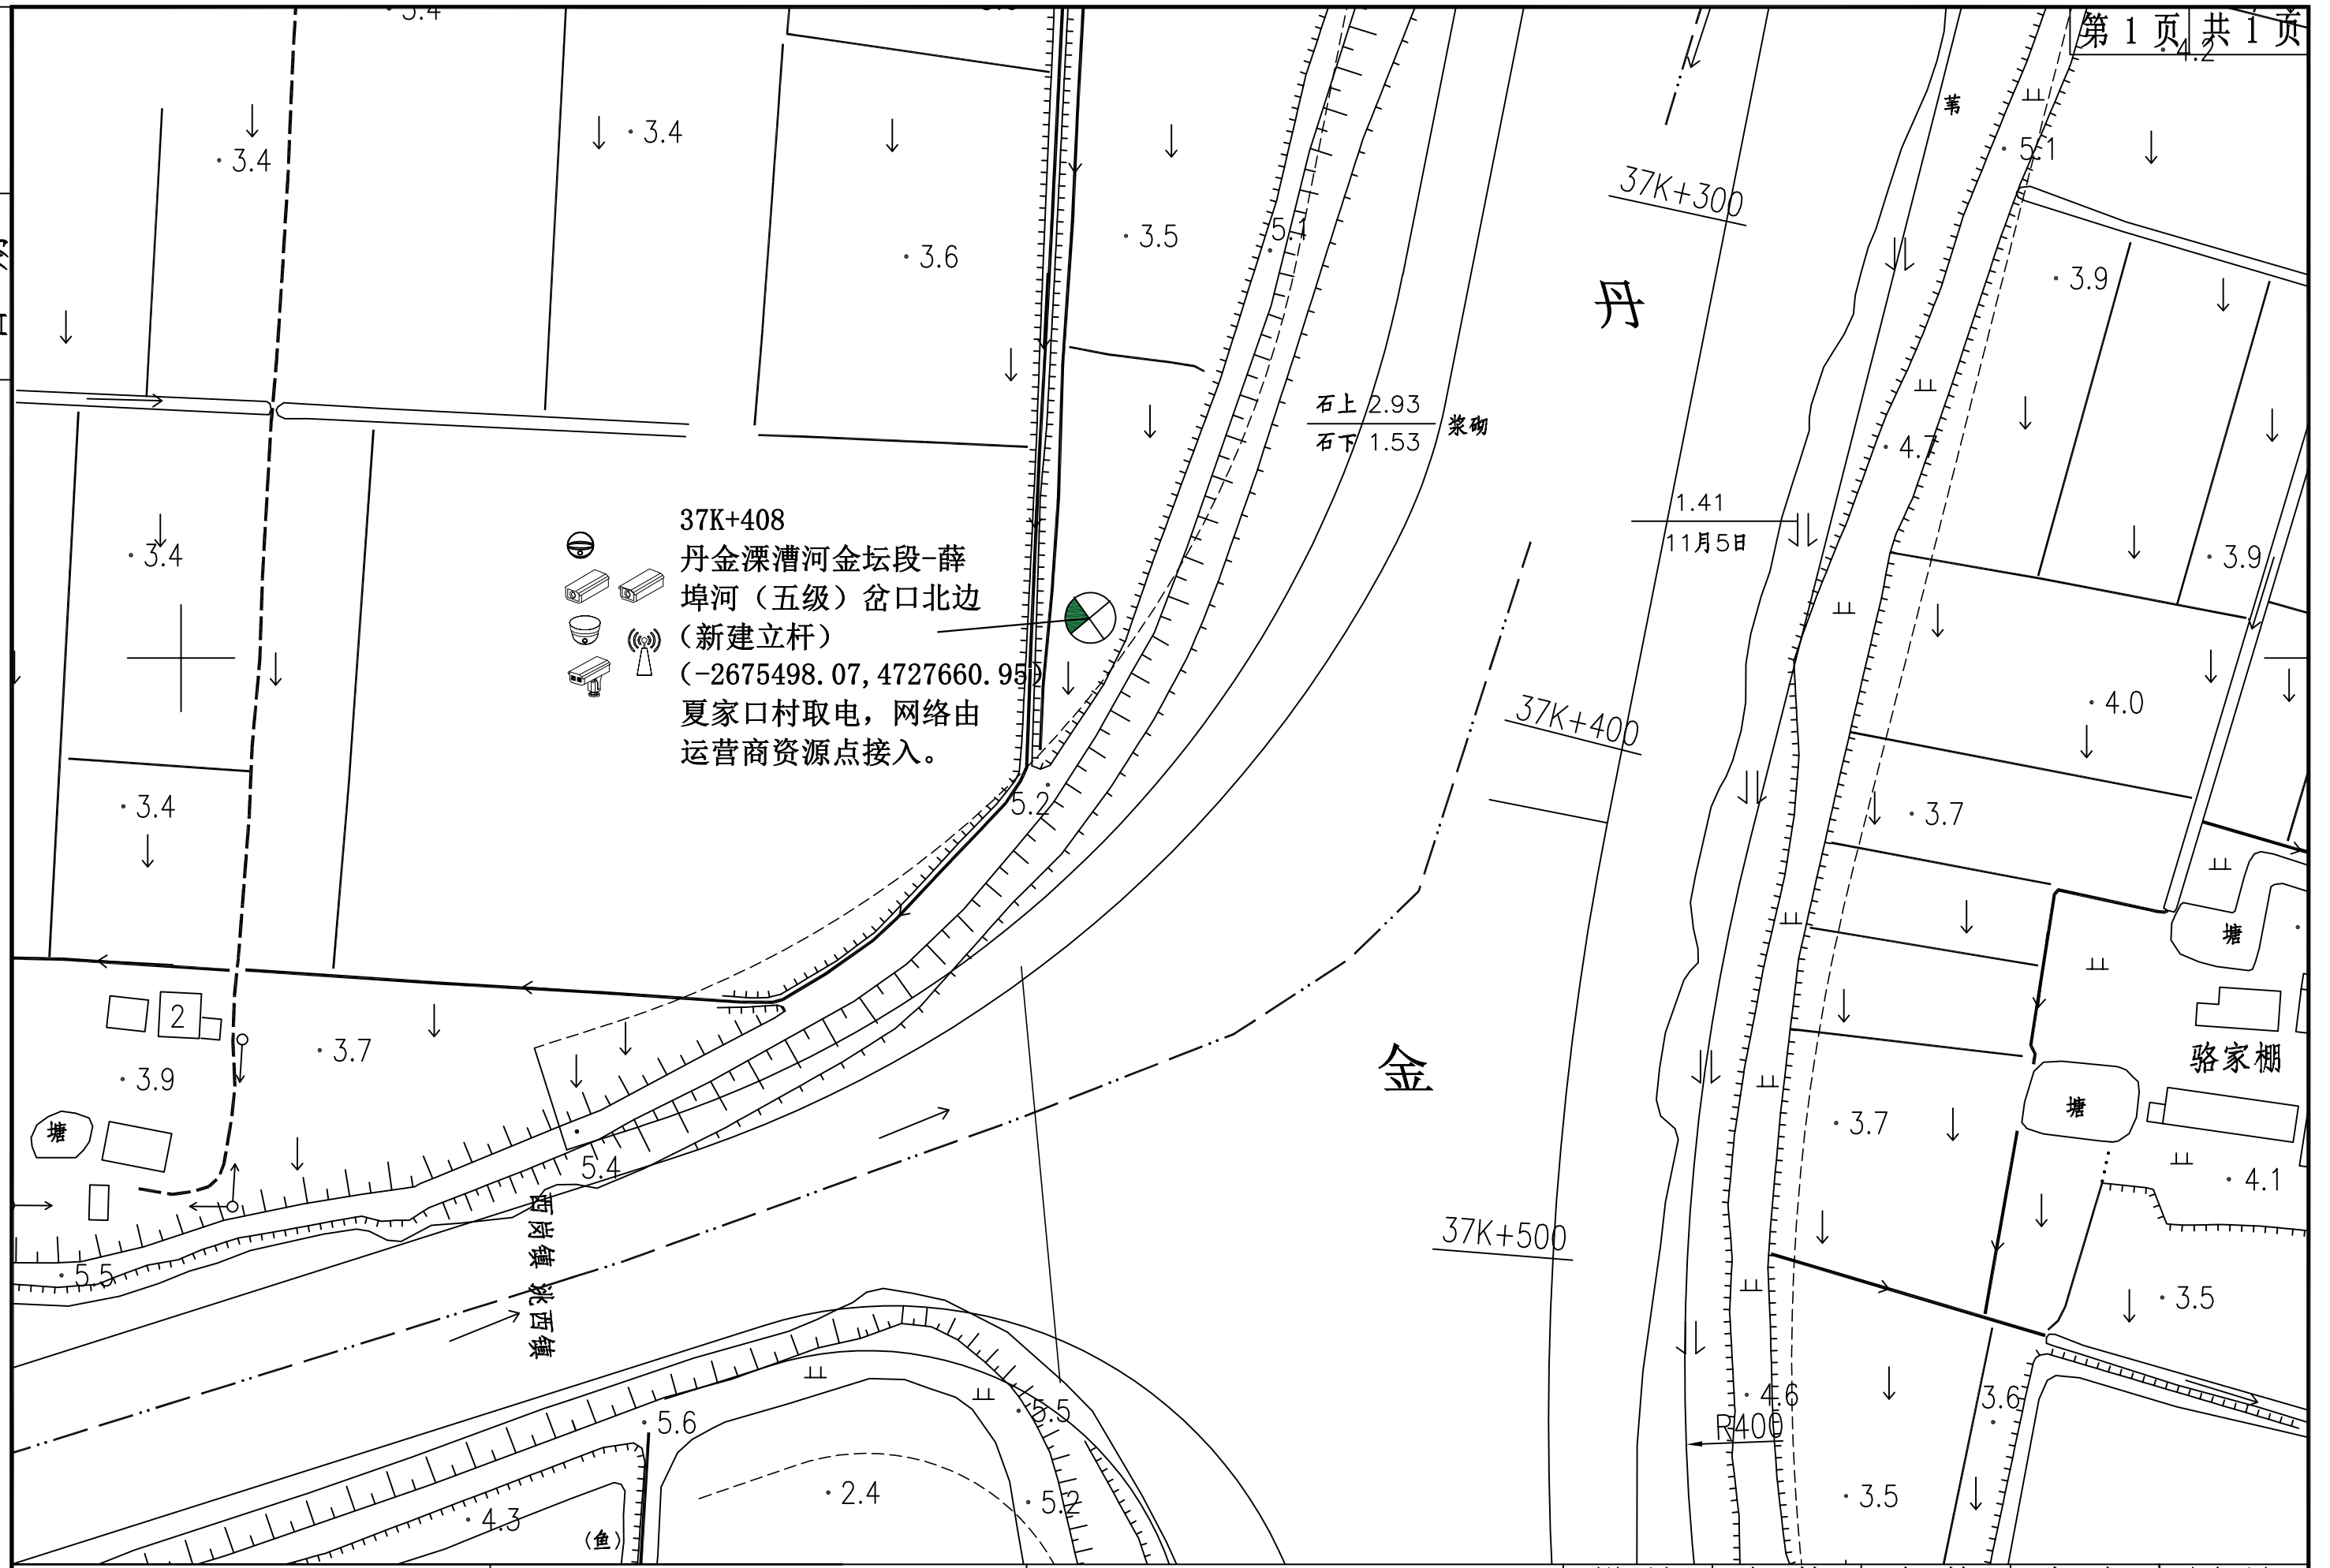 第 1 页 共 1 页
3.4
4.2
苇
3.4
3.4
5.1
37K+300
3.5
5.1
3.6
3.9
丹
石上 2.93
石下 1.53
浆砌
4.7
1.41
11月5日
3.4
3.9
37K+408
丹金溧漕河金坛段-薛
埠河（五级）岔口北边
（新建立杆）
(-2675498.07,4727660.95)
夏家口村取电，网络由
运营商资源点接入。
37K+400
4.0
3.4
5.2
3.7
塘
2
3.7
3.9
金
骆家棚
塘
塘
3.7
5.4
4.1
西岗镇 洮西镇
37K+500
5.5
3.5
5.5
5.6
4.6
3.6
R400
2.4
5.2
3.5
4.3
(鱼)